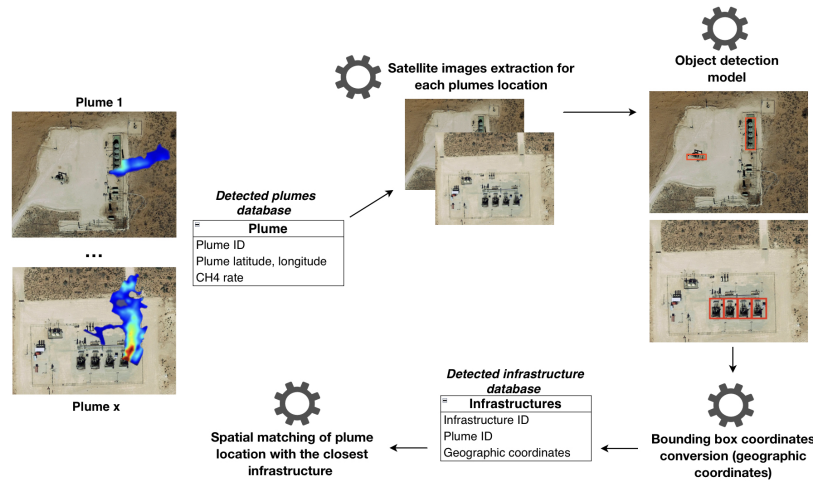 Plume 1
...
Plume x
Detected plumes
database
Plume
Plume ID
Plume latitude, longitude
CH4 rate
Satellite images extraction for
each plumes location
Object detection
model
Bounding box coordinates
conversion (geographic
coordinates)
Detected infrastructure
database
Infrastructures
Infrastructure ID
Plume ID
Geographic coordinates
Spatial matching of plume
location with the closest
infrastructure